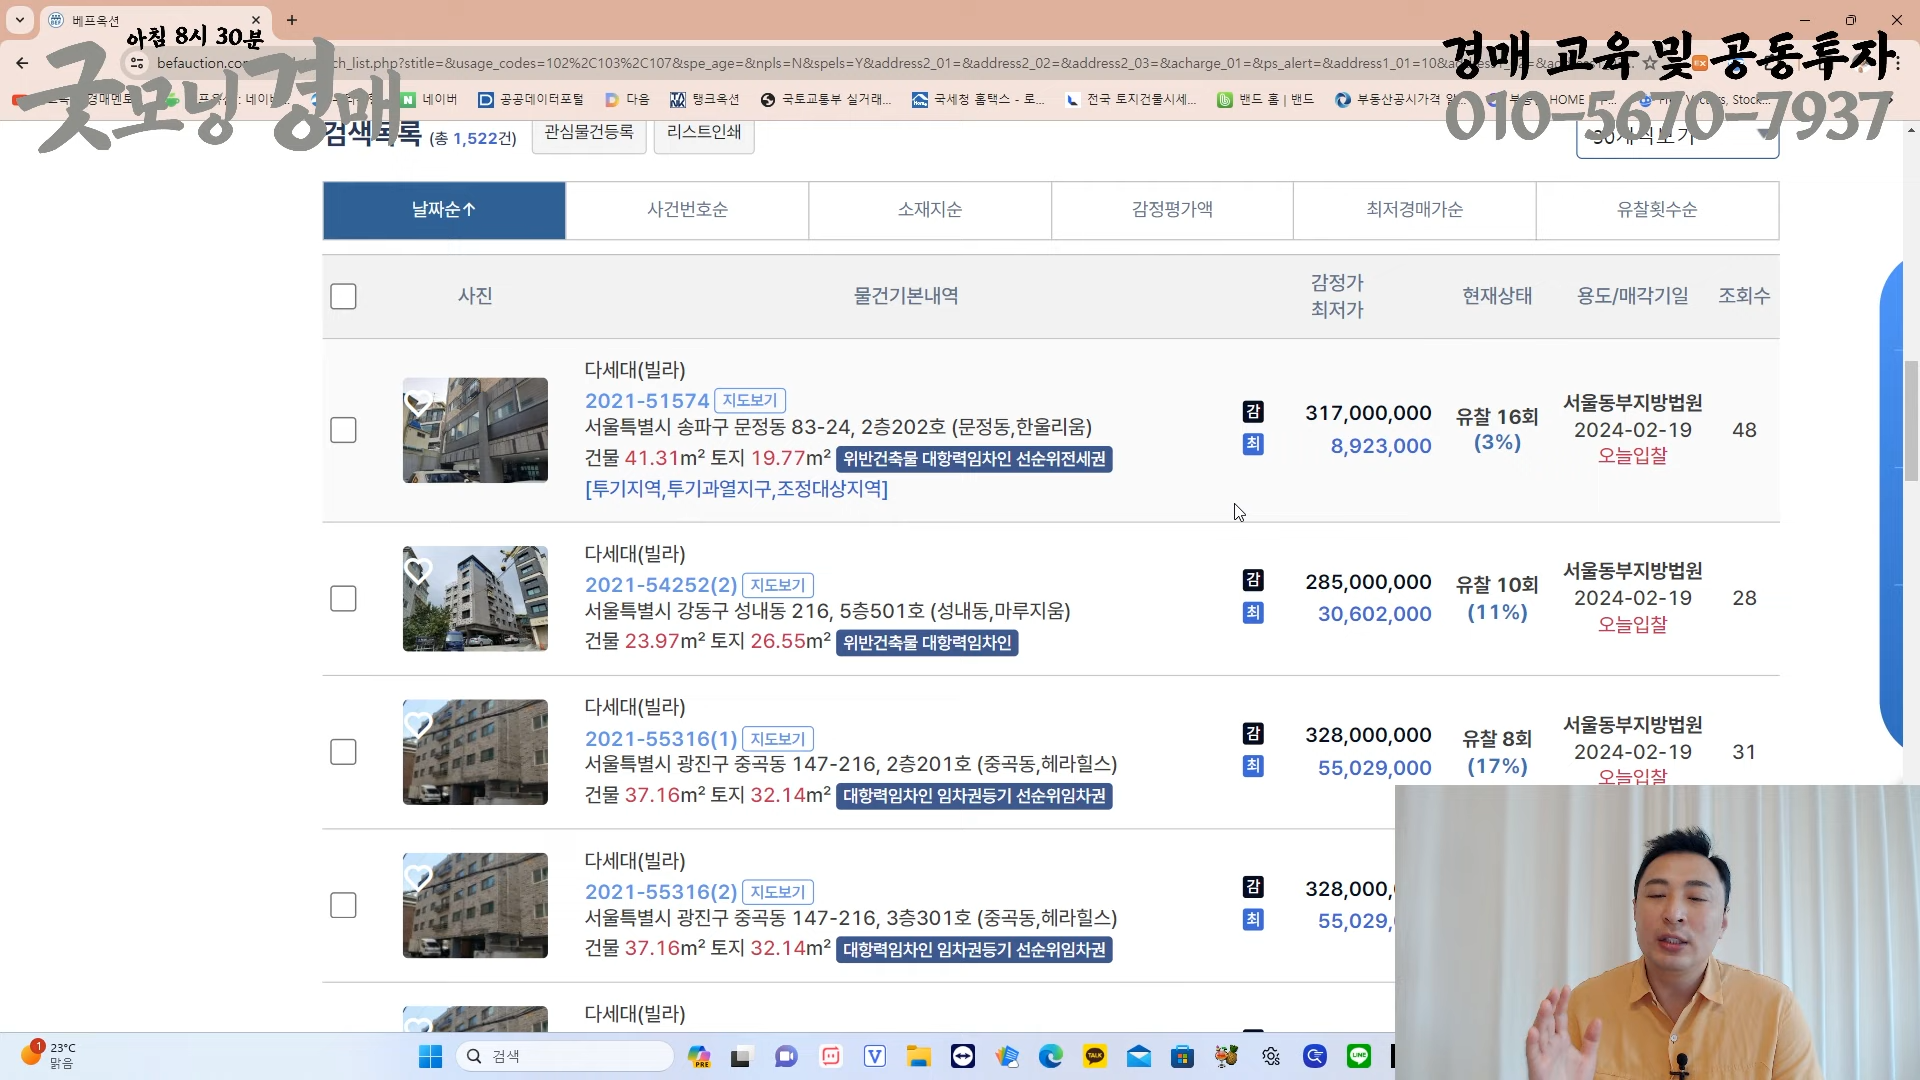 베프옥션
아침 8시 30분
굿모닝 경매
경매 교육 및 공동투자
010-5670-7937
네이버
공공데이터포털
다음
탱크옥션
국토교통부 실거래...
국세청 홈택스 - 로...
전국 토지건물시세...
밴드 홈 | 밴드
부동산공시가격 알...
검색목록 (총 1,522건)
관심물건등록
리스트인쇄
30개씩보기
날짜순↑
사건번호순
소재지순
감정평가액
최저경매가순
유찰횟수순
사진
물건기본내역
감정가
최저가
현재상태
용도/매각기일
조회수
다세대(빌라)
2021-51574 지도보기
서울특별시 송파구 문정동 83-24, 2층202호 (문정동,한울리움)
건물 41.31m² 토지 19.77m² 위반건축물 대항력임차인 선순위전세권
[투기지역,투기과열지구,조정대상지역]
감 317,000,000
최 8,923,000
유찰 16회
(3%)
서울동부지방법원
2024-02-19
오늘입찰
48
다세대(빌라)
2021-54252(2) 지도보기
서울특별시 강동구 성내동 216, 5층501호 (성내동,마루지움)
건물 23.97m² 토지 26.55m² 위반건축물 대항력임차인
감 285,000,000
최 30,602,000
유찰 10회
(11%)
서울동부지방법원
2024-02-19
오늘입찰
28
다세대(빌라)
2021-55316(1) 지도보기
서울특별시 광진구 중곡동 147-216, 2층201호 (중곡동,헤라힐스)
건물 37.16m² 토지 32.14m² 대항력임차인 임차권등기 선순위임차권
감 328,000,000
최 55,029,000
유찰 8회
(17%)
서울동부지방법원
2024-02-19
오늘입찰
31
다세대(빌라)
2021-55316(2) 지도보기
서울특별시 광진구 중곡동 147-216, 3층301호 (중곡동,헤라힐스)
건물 37.16m² 토지 32.14m² 대항력임차인 임차권등기 선순위임차권
감 328,000,
최 55,029,
다세대(빌라)
1
23°C
맑음
검색
PRE
V
TALK
LINE